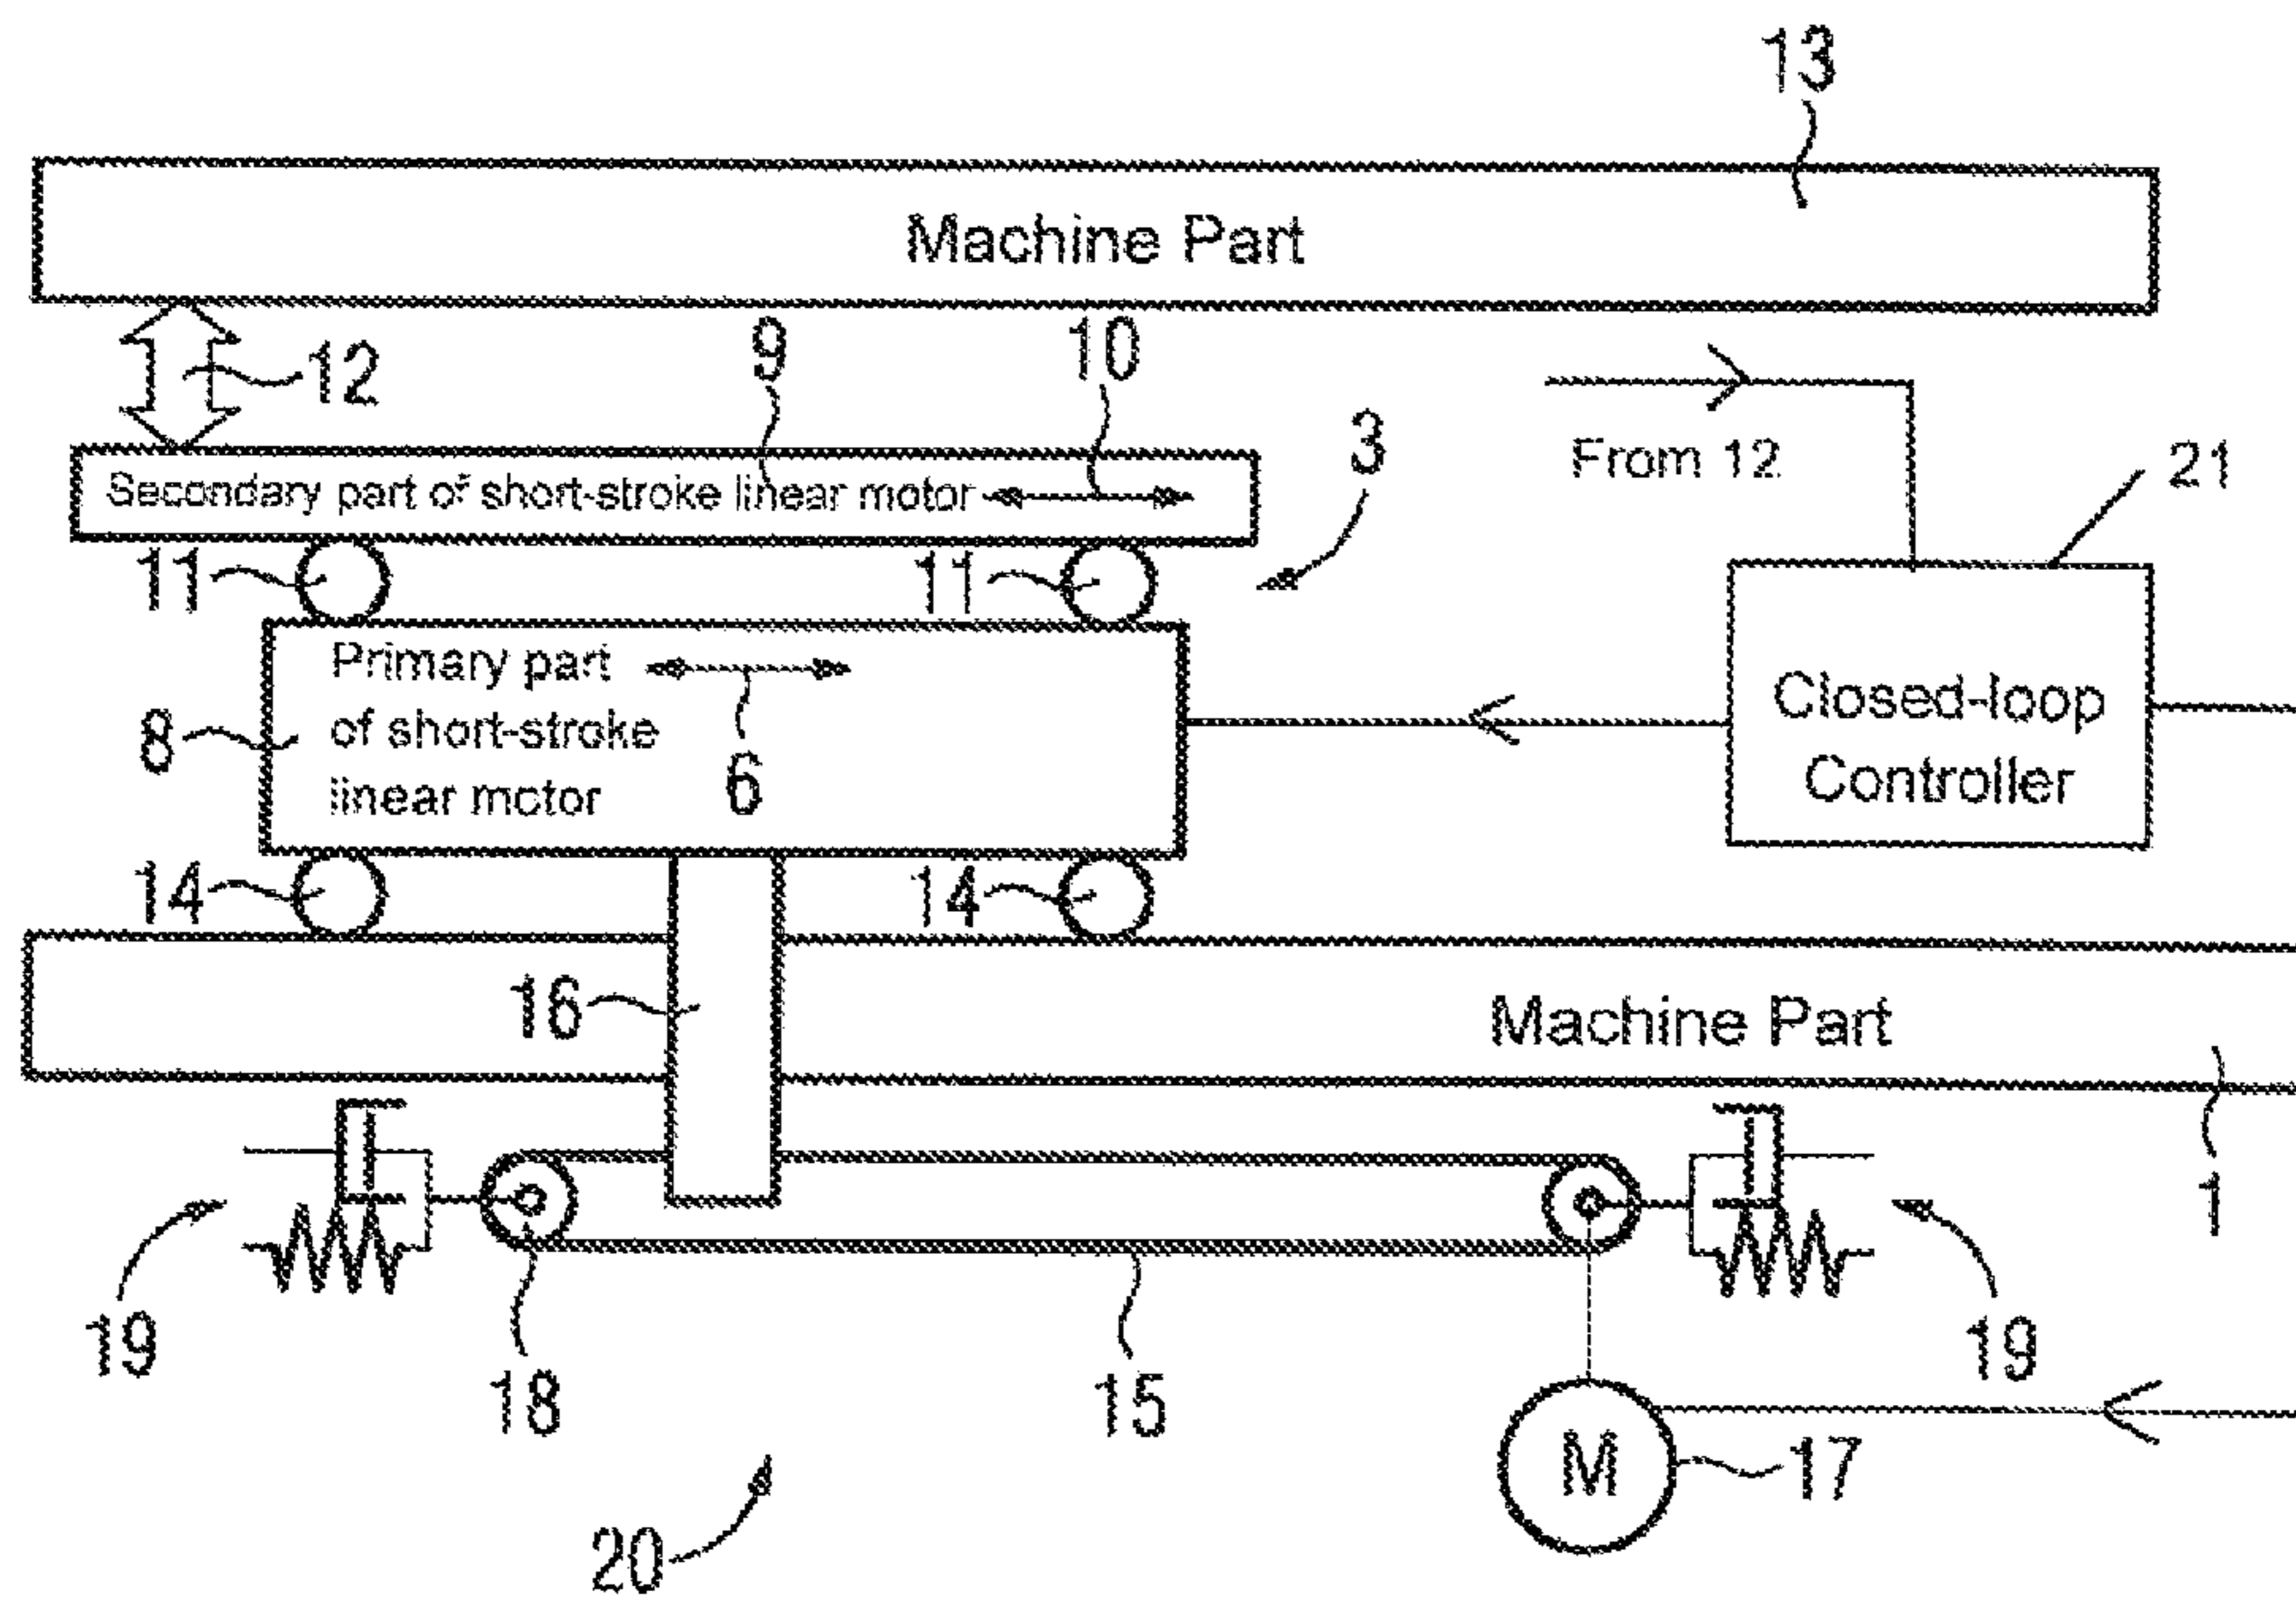 13
Machine Part
12
9
10
3
From 12
21
Secondary part of short-stroke linear motor
11
11
Primary part
of short-stroke
linear motor
8
6
Closed-loop
Controller
14
14
16
Machine Part
1
19
18
15
19
M
17
20